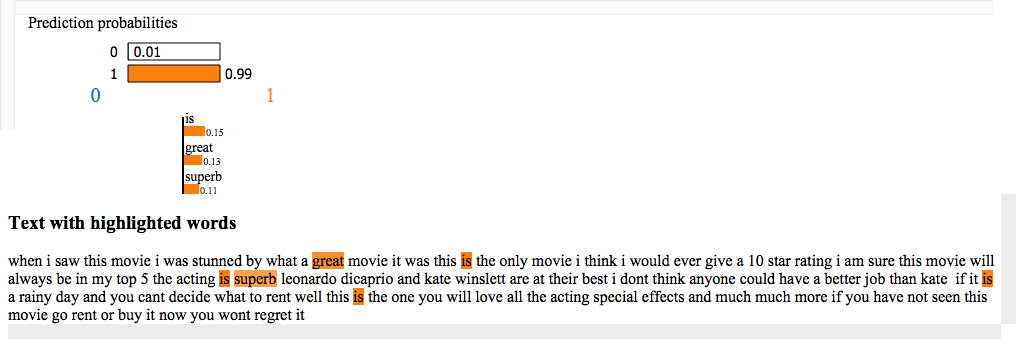 Prediction probabilities
0 0.01
1 0.99
0 1
is
0.15
great
0.13
superb
0.11
Text with highlighted words
when i saw this movie i was stunned by what a great movie it was this is the only movie i think i would ever give a 10 star rating i am sure this movie will
always be in my top 5 the acting is superb leonardo dicaprio and kate winslett are at their best i dont think anyone could have a better job than kate  if it is
a rainy day and you cant decide what to rent well this is the one you will love all the acting special effects and much much more if you have not seen this
movie go rent or buy it now you wont regret it